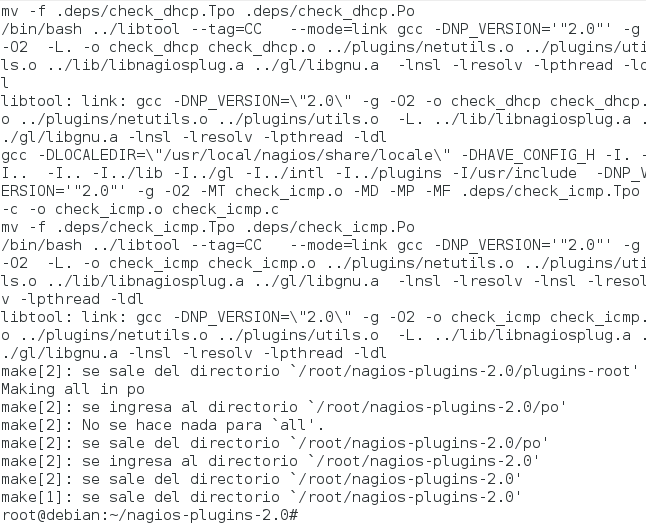 mv -f .deps/check_dhcp.Tpo .deps/check_dhcp.Po
/bin/bash ../libtool --tag=CC   --mode=link gcc -DNP_VERSION='"2.0"' -g
-O2  -L. -o check_dhcp check_dhcp.o ../plugins/netutils.o ../plugins/uti
ls.o ../lib/libnagiosplug.a ../gl/libgnu.a  -lnsl -lresolv -lpthread -ld
l
libtool: link: gcc -DNP_VERSION=\"2.0\" -g -O2 -o check_dhcp check_dhcp.
o ../plugins/netutils.o ../plugins/utils.o  -L. ../lib/libnagiosplug.a .
./gl/libgnu.a -lnsl -lresolv -lpthread -ldl
gcc -DLOCALEDIR=\"/usr/local/nagios/share/locale\" -DHAVE_CONFIG_H -I. -
I..  -I.. -I../lib -I../gl -I../intl -I../plugins -I/usr/include  -DNP_V
ERSION='"2.0"' -g -O2 -MT check_icmp.o -MD -MP -MF .deps/check_icmp.Tpo
-c -o check_icmp.o check_icmp.c
mv -f .deps/check_icmp.Tpo .deps/check_icmp.Po
/bin/bash ../libtool --tag=CC   --mode=link gcc -DNP_VERSION='"2.0"' -g
-O2  -L. -o check_icmp check_icmp.o ../plugins/netutils.o ../plugins/uti
ls.o ../lib/libnagiosplug.a ../gl/libgnu.a  -lnsl -lresolv -lnsl -lresol
v -lpthread -ldl
libtool: link: gcc -DNP_VERSION=\"2.0\" -g -O2 -o check_icmp check_icmp.
o ../plugins/netutils.o ../plugins/utils.o  -L. ../lib/libnagiosplug.a .
./gl/libgnu.a -lnsl -lresolv -lpthread -ldl
make[2]: se sale del directorio `/root/nagios-plugins-2.0/plugins-root'
Making all in po
make[2]: se ingresa al directorio `/root/nagios-plugins-2.0/po'
make[2]: No se hace nada para `all'.
make[2]: se sale del directorio `/root/nagios-plugins-2.0/po'
make[2]: se ingresa al directorio `/root/nagios-plugins-2.0'
make[2]: se sale del directorio `/root/nagios-plugins-2.0'
make[1]: se sale del directorio `/root/nagios-plugins-2.0'
root@debian:~/nagios-plugins-2.0#